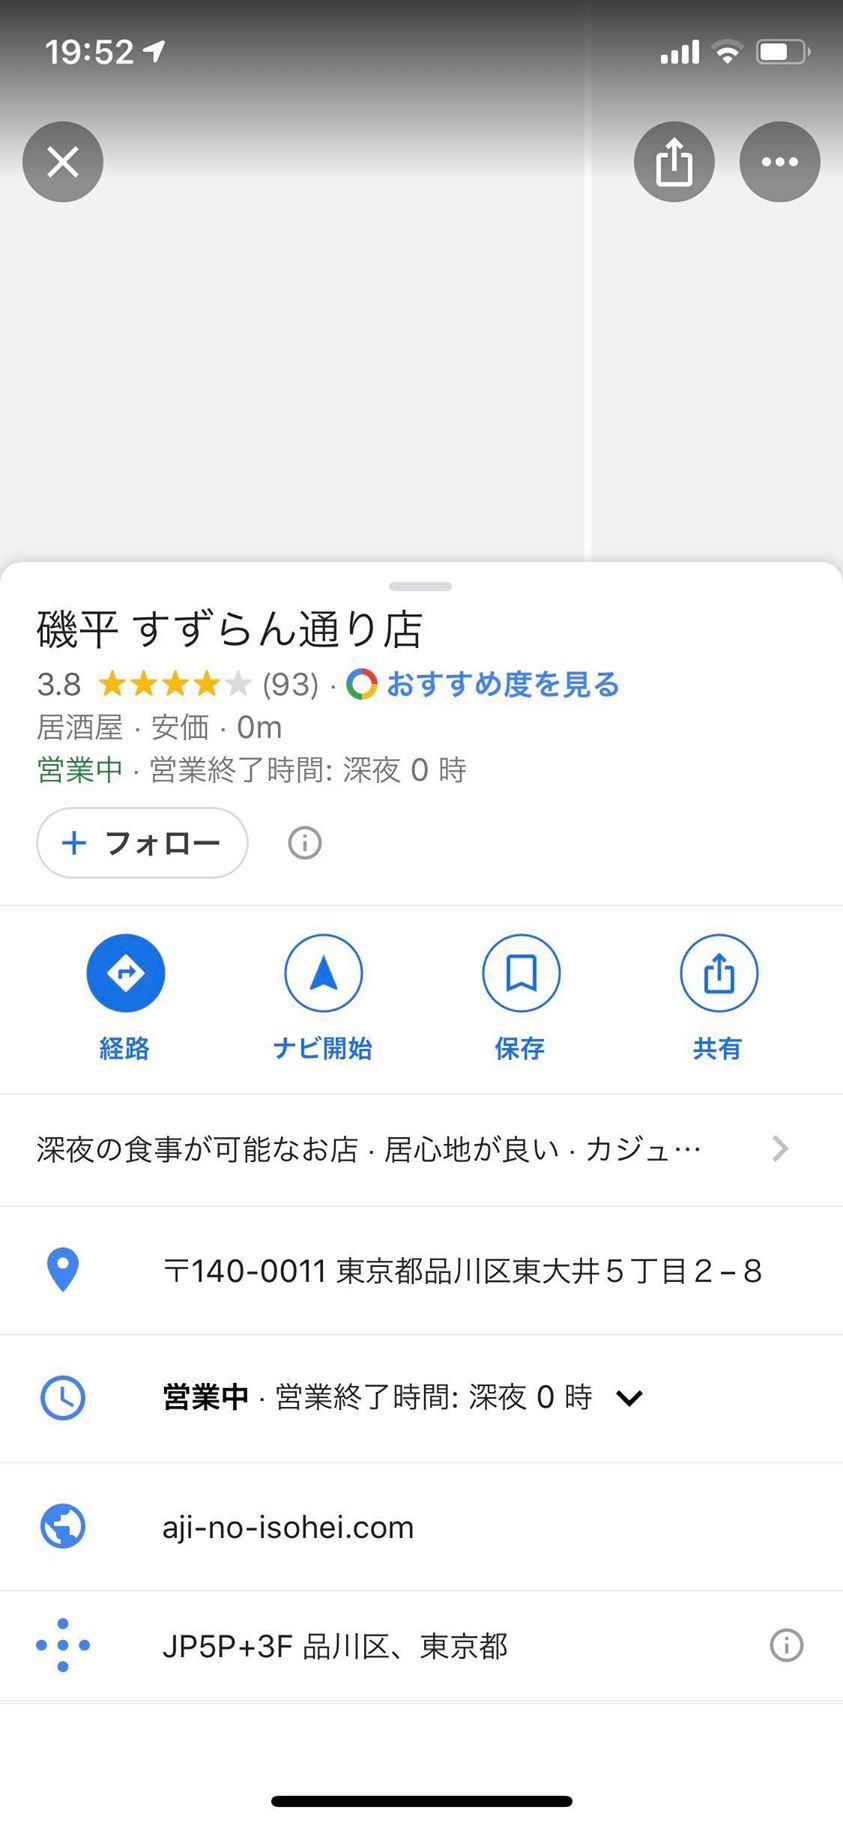 19:52
磯平 すずらん通り店
3.8 (93) · おすすめ度を見る
居酒屋 · 安価 · 0m
営業中 · 営業終了時間: 深夜 0 時
+ フォロー
経路 ナビ開始 保存 共有
深夜の食事が可能なお店 · 居心地が良い · カジュ…
〒140-0011 東京都品川区東大井５丁目２−８
営業中 · 営業終了時間: 深夜 0 時
aji-no-isohei.com
JP5P+3F 品川区、東京都